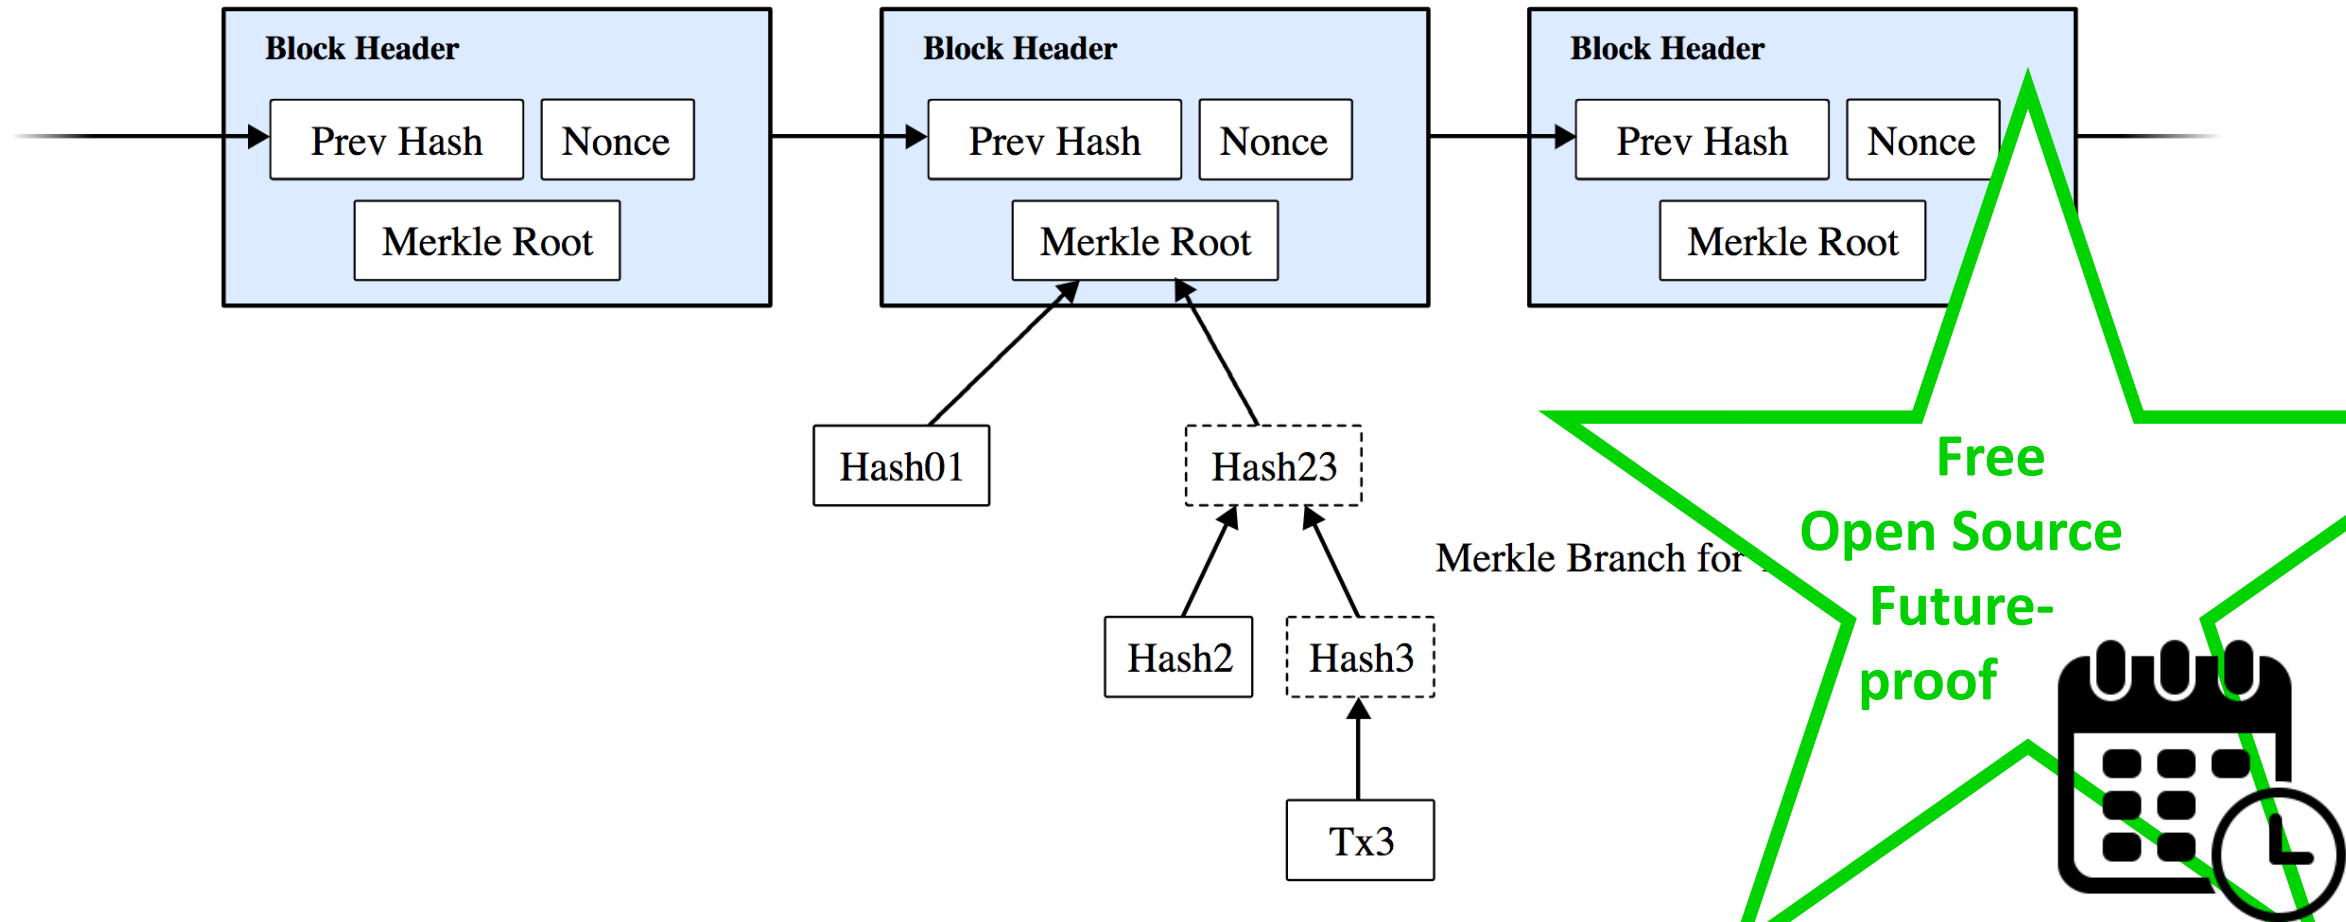 Block Header
Prev Hash
Nonce
Merkle Root
Block Header
Prev Hash
Nonce
Merkle Root
Block Header
Prev Hash
Nonce
Merkle Root
Hash01
Hash23
Merkle Branch for
Hash2
Hash3
Tx3
Free
Open Source
Future-
proof